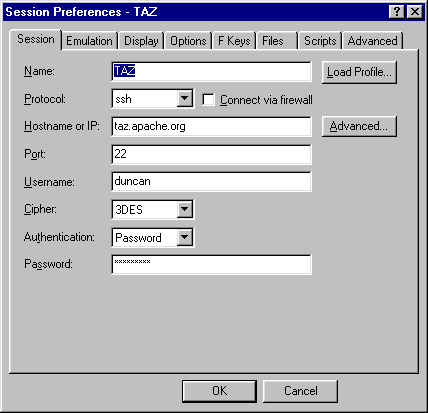 Session Preferences - TAZ
Session Emulation Display Options F Keys Files Scripts Advanced
Name: TAZ Load Profile...
Protocol: ssh Connect via firewall
Hostname or IP: taz.apache.org Advanced...
Port: 22
Username: duncan
Cipher: 3DES
Authentication: Password
Password: *********
OK Cancel